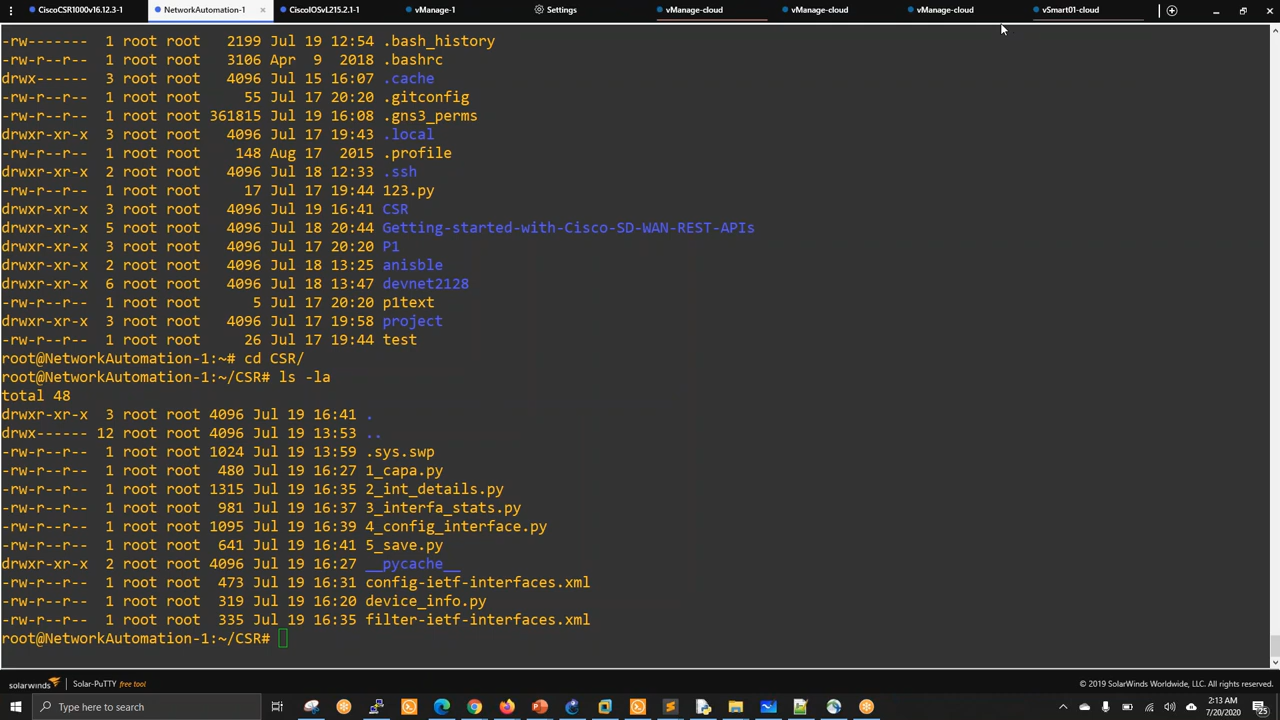 CiscoCSR1000v16.12.3-1 NetworkAutomation-1 × CiscoIOSvL215.2.1-1 vManage-1 Settings vManage-cloud vManage-cloud vManage-cloud vSmart01-cloud
-rw------- 1 root root 2199 Jul 19 12:54 .bash_history
-rw-r--r-- 1 root root 3106 Apr 9 2018 .bashrc
drwx------ 3 root root 4096 Jul 15 16:07 .cache
-rw-r--r-- 1 root root 55 Jul 17 20:20 .gitconfig
-rw-r--r-- 1 root root 361815 Jul 19 16:08 .gns3_perms
drwxr-xr-x 3 root root 4096 Jul 17 19:43 .local
-rw-r--r-- 1 root root 148 Aug 17 2015 .profile
drwxr-xr-x 2 root root 4096 Jul 18 12:33 .ssh
-rw-r--r-- 1 root root 17 Jul 17 19:44 123.py
drwxr-xr-x 3 root root 4096 Jul 19 16:41 CSR
drwxr-xr-x 5 root root 4096 Jul 18 20:44 Getting-started-with-Cisco-SD-WAN-REST-APIs
drwxr-xr-x 3 root root 4096 Jul 17 20:20 P1
drwxr-xr-x 2 root root 4096 Jul 18 13:25 anisble
drwxr-xr-x 6 root root 4096 Jul 18 13:47 devnet2128
-rw-r--r-- 1 root root 5 Jul 17 20:20 p1text
drwxr-xr-x 3 root root 4096 Jul 17 19:58 project
-rw-r--r-- 1 root root 26 Jul 17 19:44 test
root@NetworkAutomation-1:~# cd CSR/
root@NetworkAutomation-1:~/CSR# ls -la
total 48
drwxr-xr-x 3 root root 4096 Jul 19 16:41 .
drwx------ 12 root root 4096 Jul 19 13:53 ..
-rw-r--r-- 1 root root 1024 Jul 19 13:59 .sys.swp
-rw-r--r-- 1 root root 480 Jul 19 16:27 1_capa.py
-rw-r--r-- 1 root root 1315 Jul 19 16:35 2_int_details.py
-rw-r--r-- 1 root root 981 Jul 19 16:37 3_interfa_stats.py
-rw-r--r-- 1 root root 1095 Jul 19 16:39 4_config_interface.py
-rw-r--r-- 1 root root 641 Jul 19 16:41 5_save.py
drwxr-xr-x 2 root root 4096 Jul 19 16:27 __pycache__
-rw-r--r-- 1 root root 473 Jul 19 16:31 config-ietf-interfaces.xml
-rw-r--r-- 1 root root 319 Jul 19 16:20 device_info.py
-rw-r--r-- 1 root root 335 Jul 19 16:35 filter-ietf-interfaces.xml
root@NetworkAutomation-1:~/CSR#
solarwinds Solar-PuTTY free tool © 2019 SolarWinds Worldwide, LLC. All rights reserved.
Type here to search
2:13 AM
7/20/2020
25